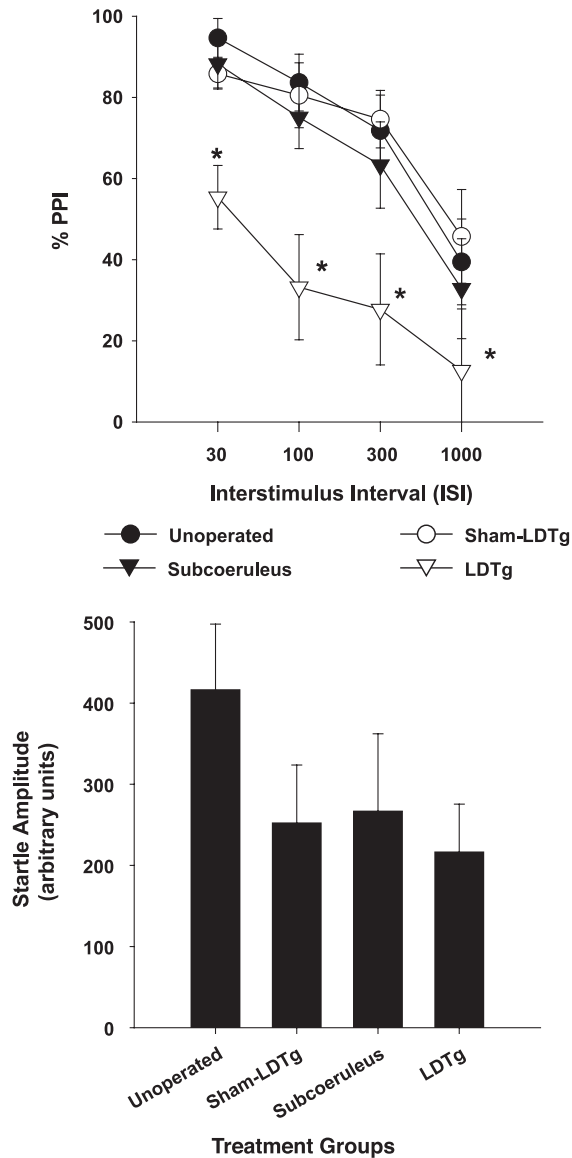 100
80
60
40
20
0
% PPI
*
*
*
*
30 100 300 1000
Interstimulus Interval (ISI)
Unoperated Sham-LDTg
Subcoeruleus LDTg
500
400
300
200
100
0
Startle Amplitude
(arbitrary units)
Unoperated Sham-LDTg Subcoeruleus LDTg
Treatment Groups